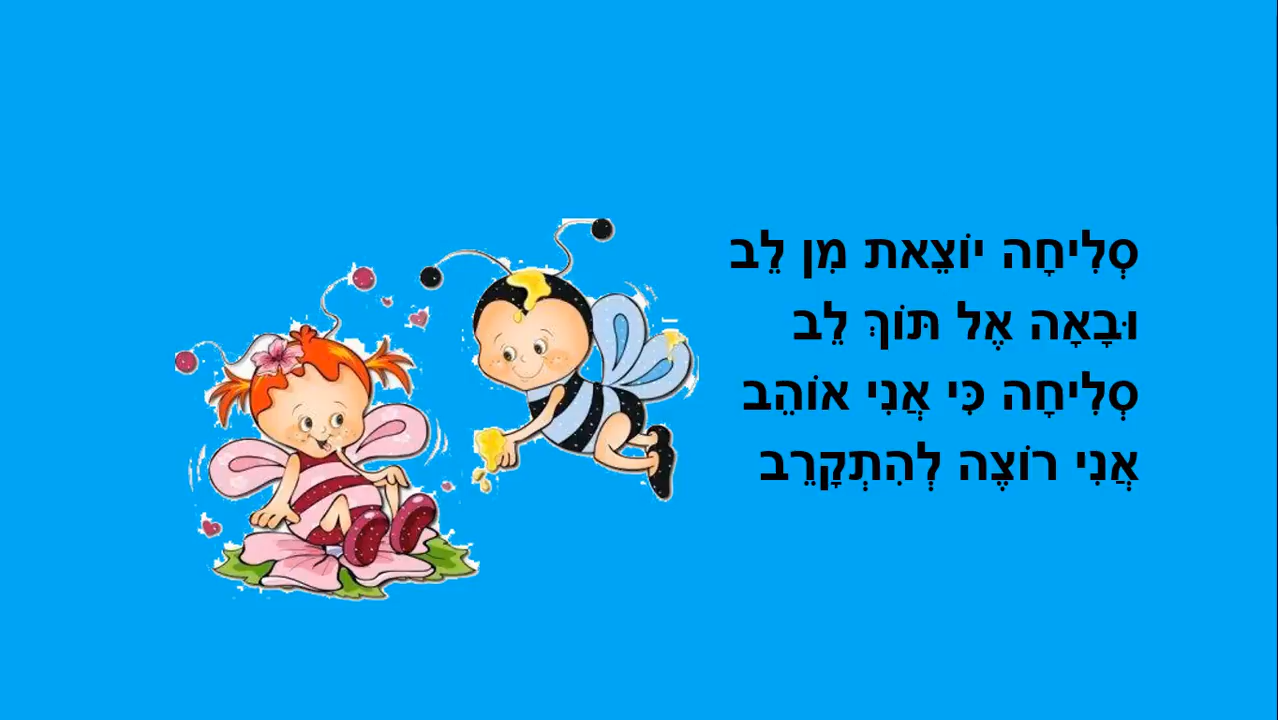 סְלִיחָה יוֹצֵאת מִן לֵב
וּבָאָה אֶל תּוֹךְ לֵב
סְלִיחָה כִּי אֲנִי אוֹהֵב
אֲנִי רוֹצֶה לְהִתְקָרֵב